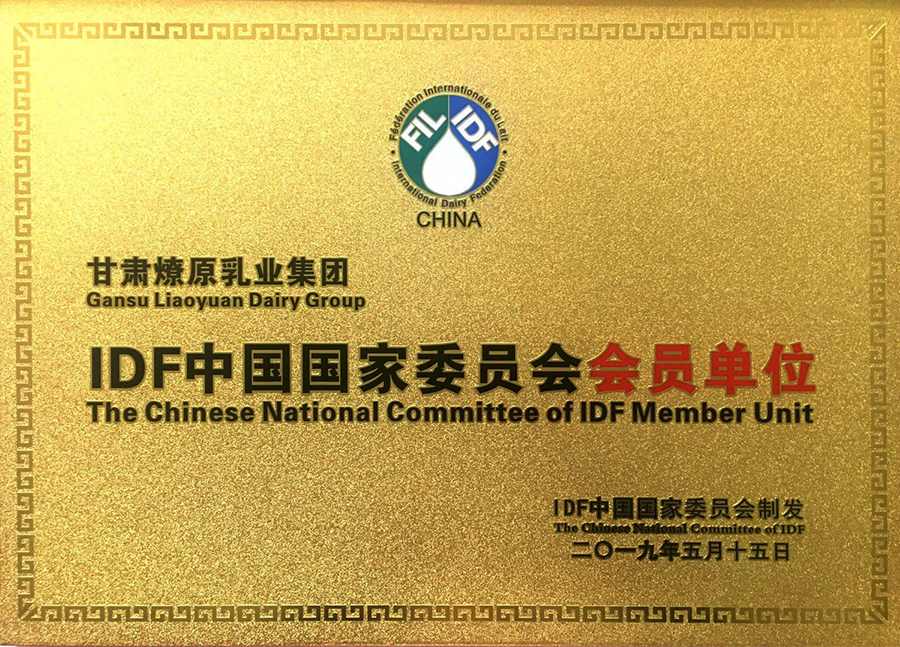 Fédération Internationale du Lait
FIL IDF
International Dairy Federation
CHINA
甘肃燎原乳业集团
Gansu Liaoyuan Dairy Group
IDF中国国家委员会会员单位
The Chinese National Committee of IDF Member Unit
IDF中国国家委员会制发
The Chinese National Committee of IDF
二〇一九年五月十五日